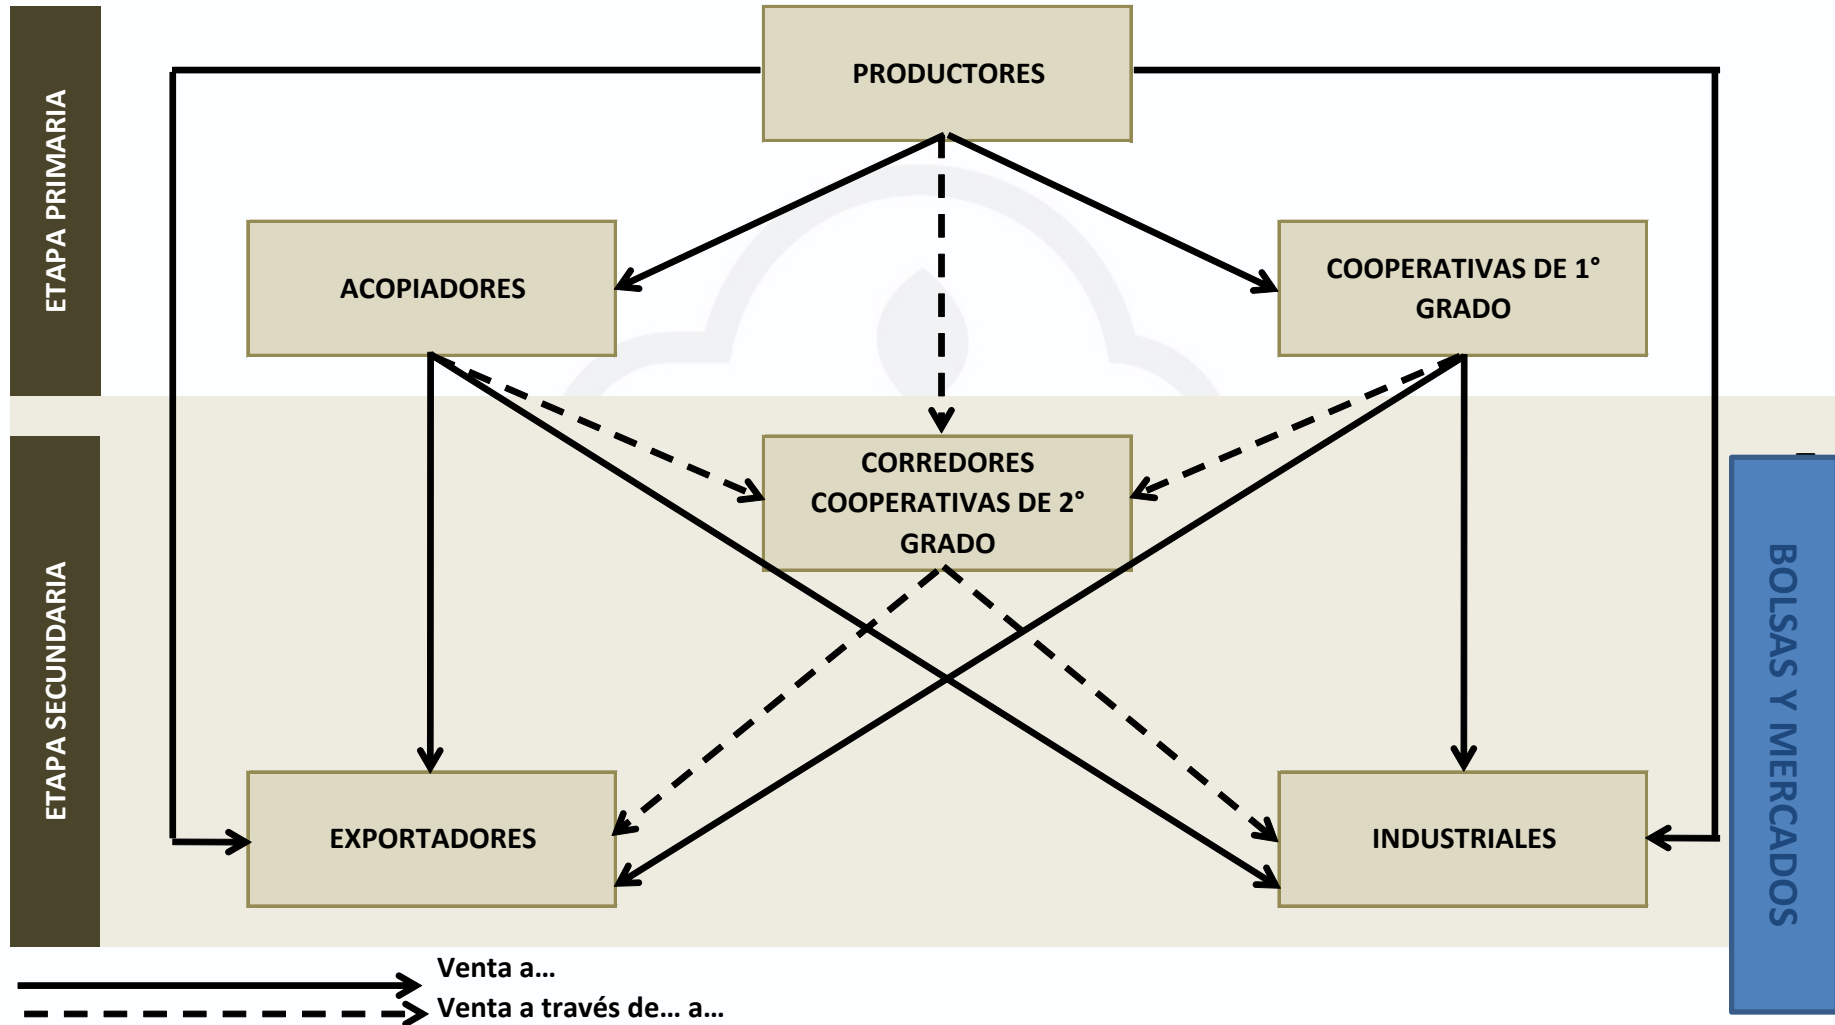 ETAPA PRIMARIA
PRODUCTORES
ACOPIADORES
COOPERATIVAS DE 1°
GRADO
ETAPA SECUNDARIA
CORREDORES
COOPERATIVAS DE 2°
GRADO
BOLSAS Y MERCADOS
EXPORTADORES
INDUSTRIALES
Venta a...
Venta a través de... a...